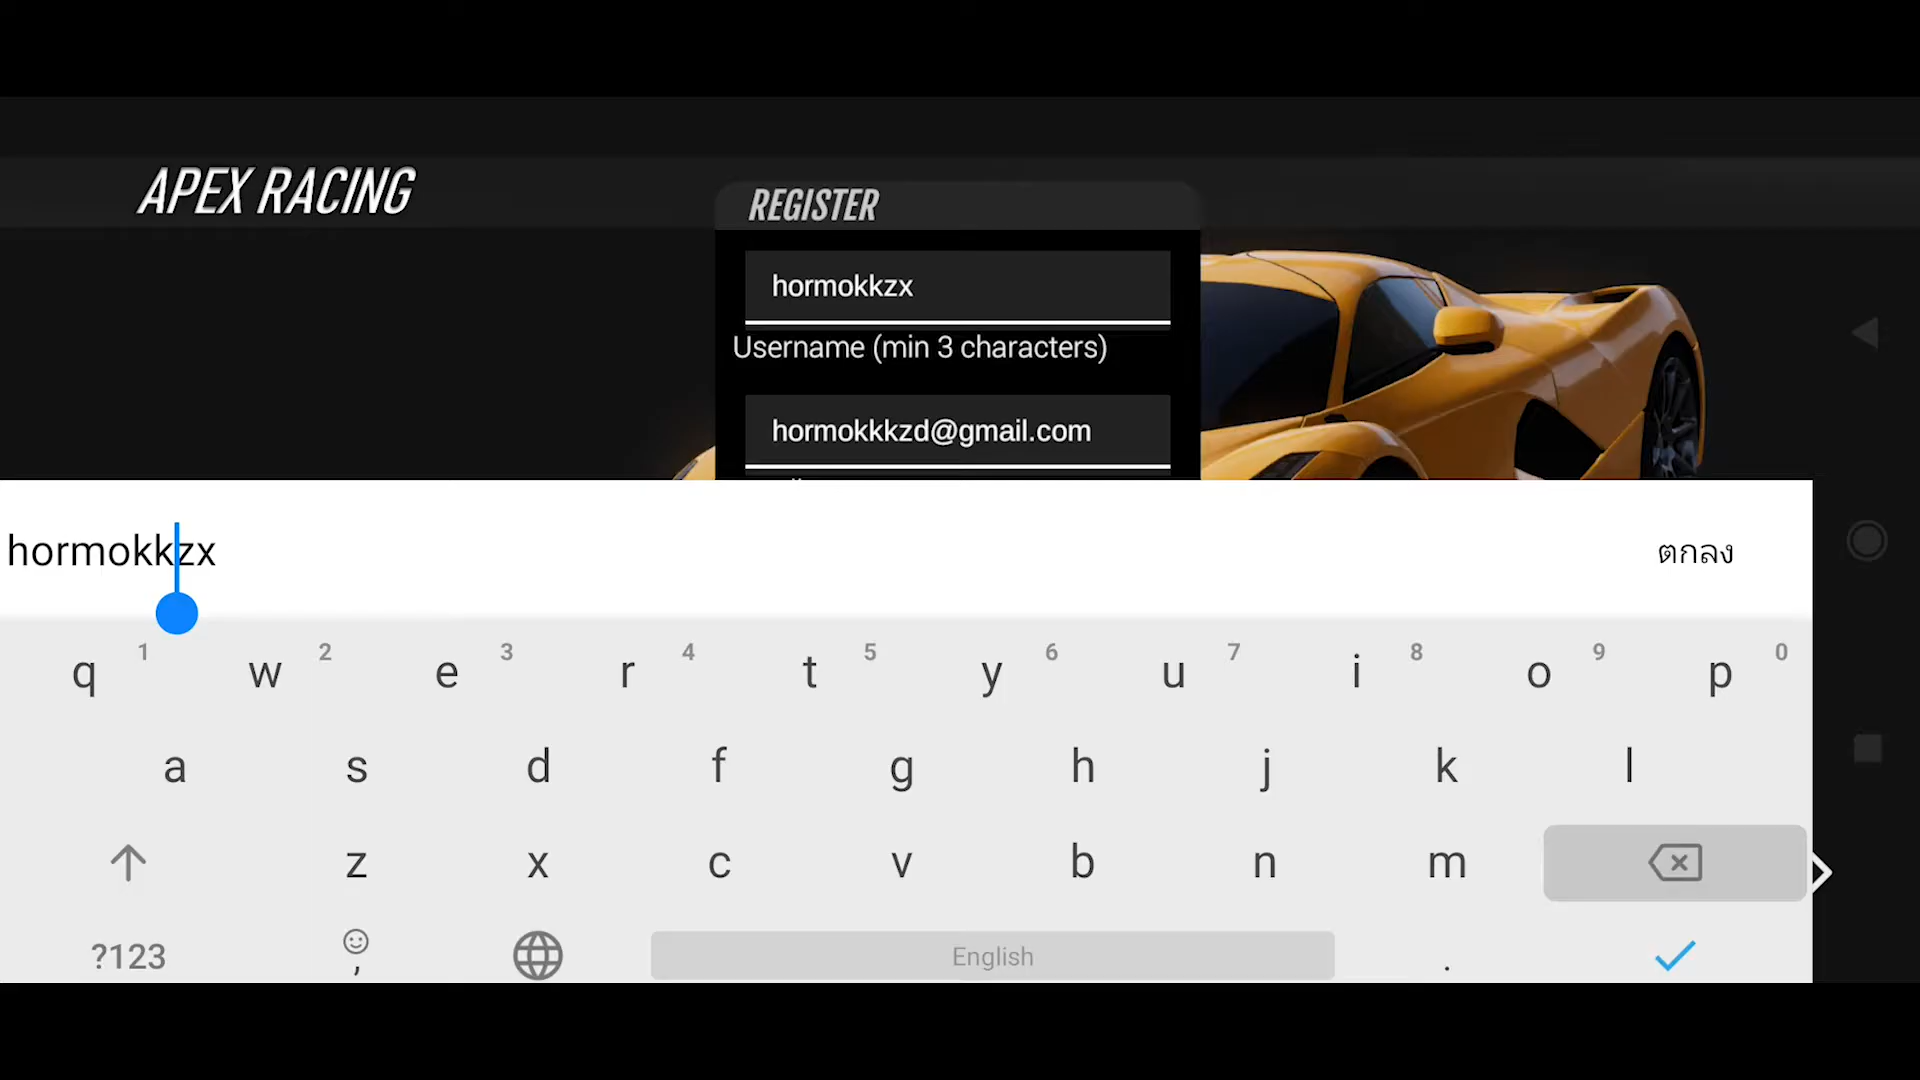 APEX RACING
REGISTER
hormokkzx
Username (min 3 characters)
hormokkkzd@gmail.com
hormokkzx
ตกลง
q 1 w 2 e 3 r 4 t 5 y 6 u 7 i 8 o 9 p 0
a s d f g h j k l
z x c v b n m
?123 , English .